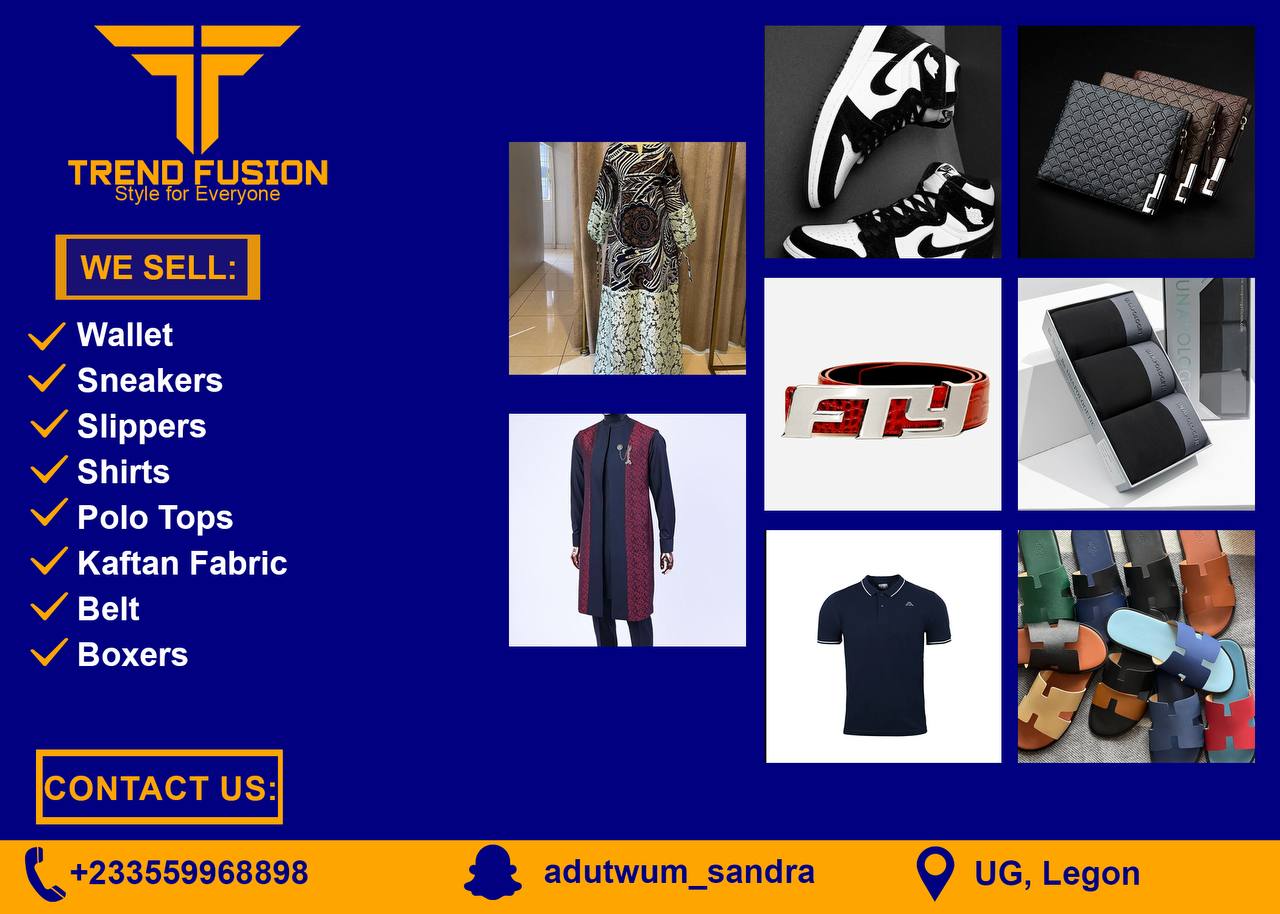 TREND FUSION
Style for Everyone
WE SELL:
Wallet
Sneakers
Slippers
Shirts
Polo Tops
Kaftan Fabric
Belt
Boxers
FTY
CONTACT US:
+233559968898
adutwum_sandra
UG, Legon